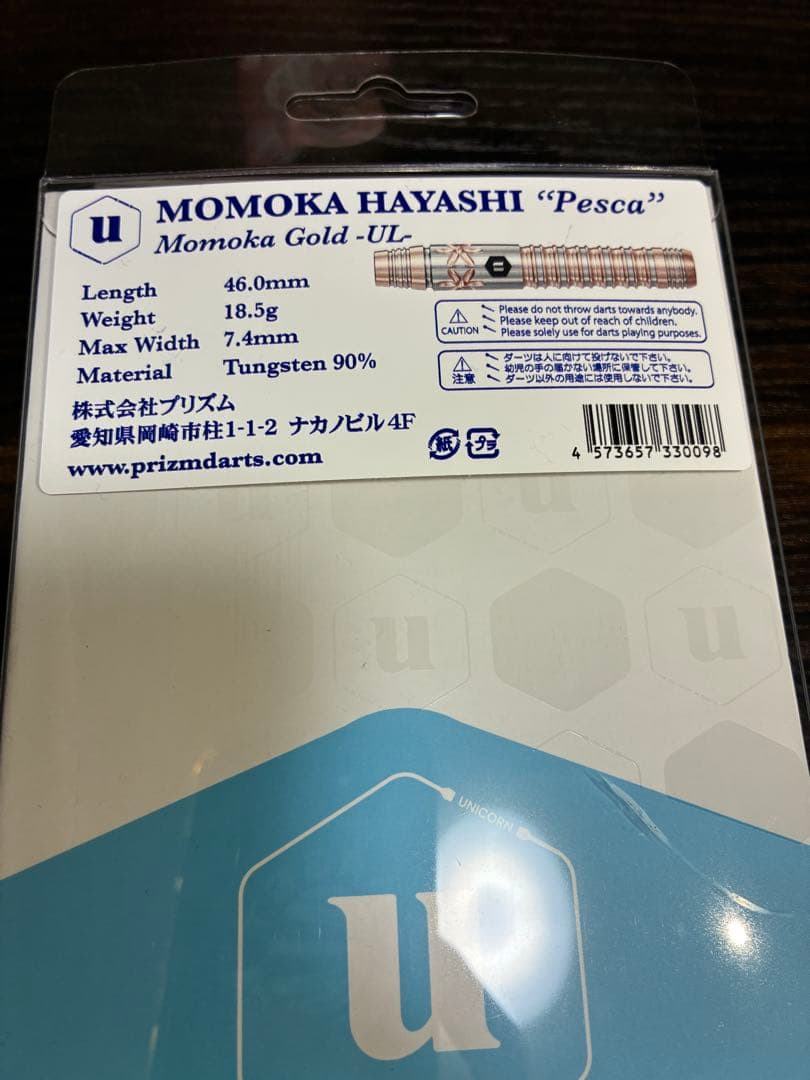 u
MOMOKA HAYASHI “Pesca”
Momoka Gold -UL-
Length 46.0mm
Weight 18.5g
Max Width 7.4mm
Material Tungsten 90%
u
CAUTION
Please do not throw darts towards anybody.
Please keep out of reach of children.
Please solely use for darts playing purposes.
注意
ダーツは人に向けて投げないで下さい。
幼児の手の届かない場所に保管して下さい。
ダーツ以外の用途には使用しないで下さい。
株式会社プリズム
愛知県岡崎市柱1-1-2 ナカノビル4F
www.prizmdarts.com
紙 プラ
4 573657 330098
u
u
UNICORN
u